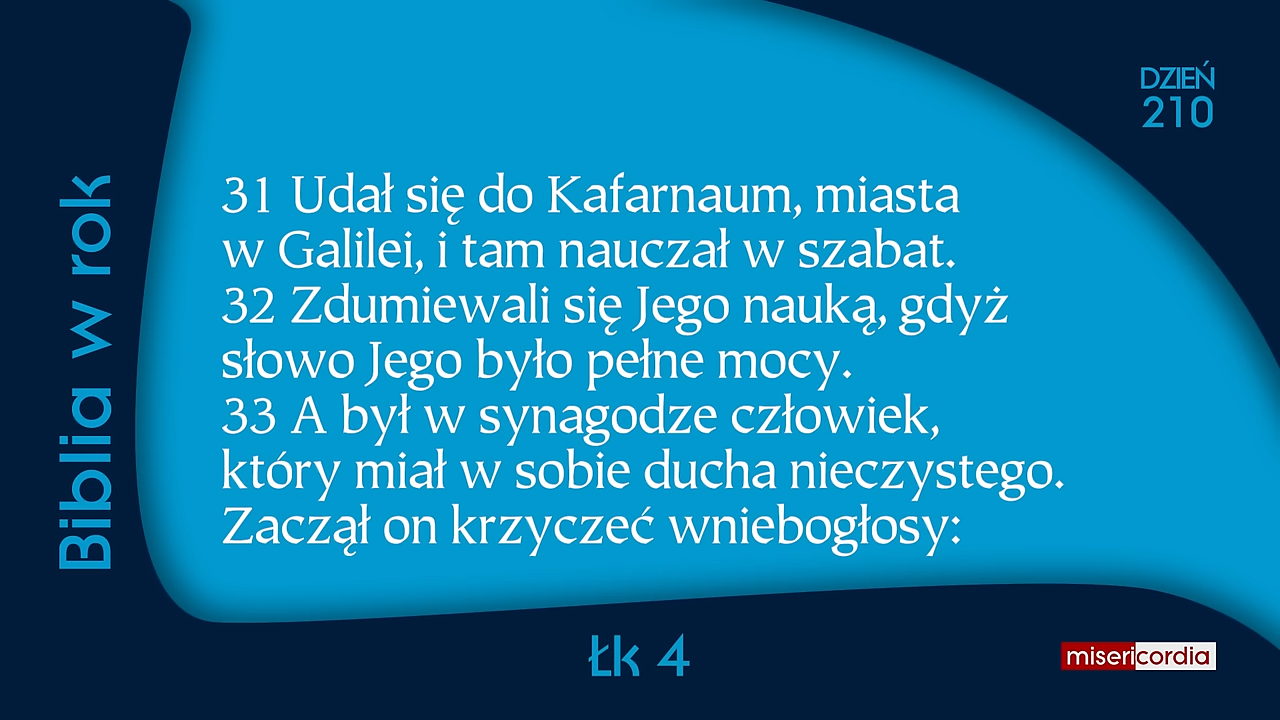 DZIEŃ
210
Biblia w rok
31 Udał się do Kafarnaum, miasta
w Galilei, i tam nauczał w szabat.
32 Zdumiewali się Jego nauką, gdyż
słowo Jego było pełne mocy.
33 A był w synagodze człowiek,
który miał w sobie ducha nieczystego.
Zaczął on krzyczeć wniebogłosy:
Łk 4
misericordia